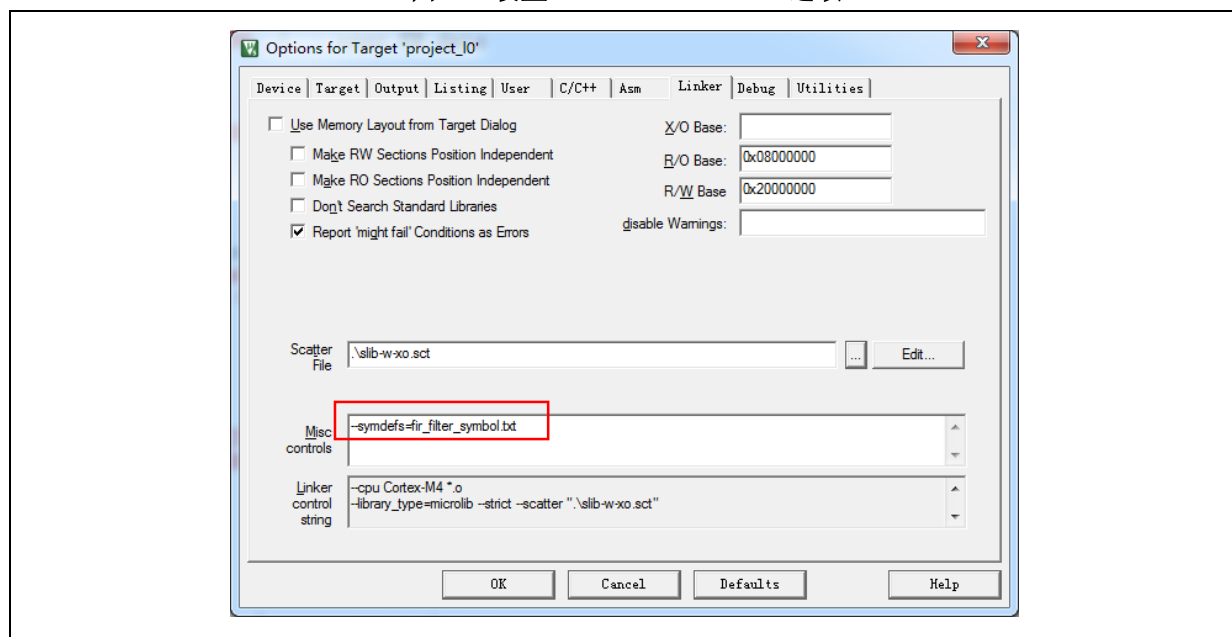 Options for Target 'project_l0'
Device Target Output Listing User C/C++ Asm Linker Debug Utilities
Use Memory Layout from Target Dialog
X/O Base:
Make RW Sections Position Independent
R/O Base: 0x08000000
Make RO Sections Position Independent
R/W Base 0x20000000
Don't Search Standard Libraries
disable Warnings:
Report 'might fail' Conditions as Errors
Scatter
File
.\slib-w-xo.sct
...
Edit...
Misc
controls
--symdefs=fir_filter_symbol.txt
Linker
control
string
--cpu Cortex-M4 *.o
--library_type=microlib --strict --scatter ".\slib-w-xo.sct"
OK Cancel Defaults Help